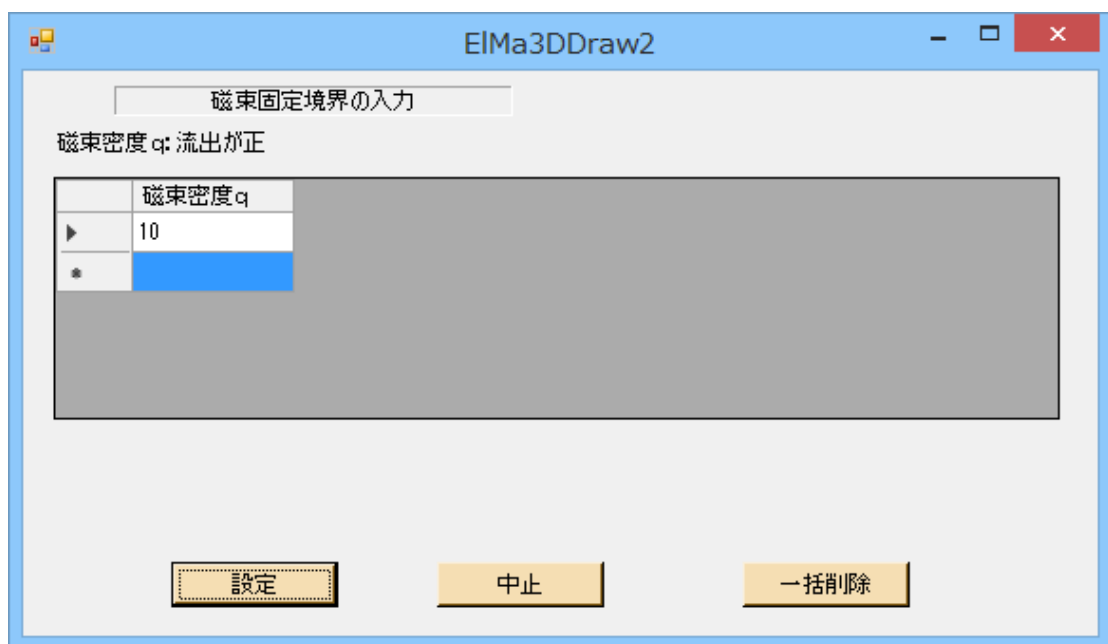 ElMa3DDraw2
磁束固定境界の入力
磁束密度q: 流出が正
磁束密度q
10
設定 中止 一括削除